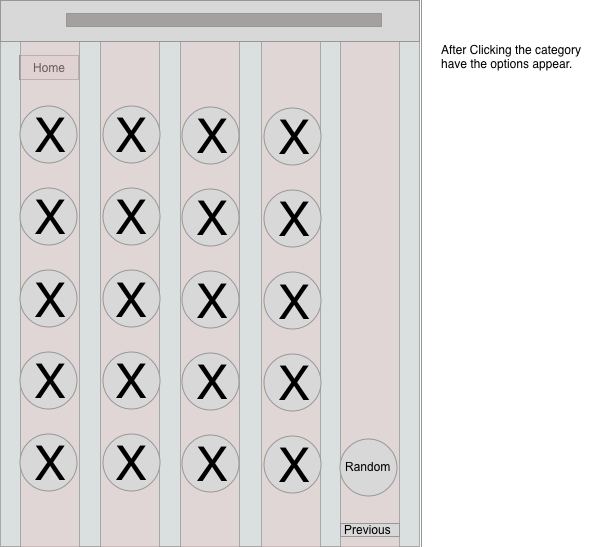 After Clicking the category
have the options appear.
Home
X X X X
X X X X
X X X X
X X X X
X X X X
Random
Previous